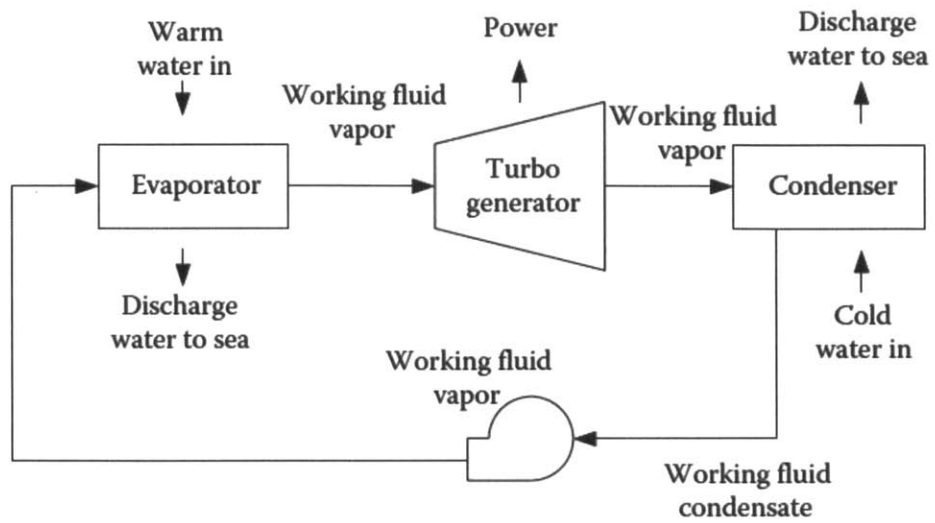 Warm
water in
Power
Discharge
water to sea
Working fluid
vapor
Working fluid
vapor
Evaporator
Turbo
generator
Condenser
Discharge
water to sea
Cold
water in
Working fluid
vapor
Working fluid
condensate